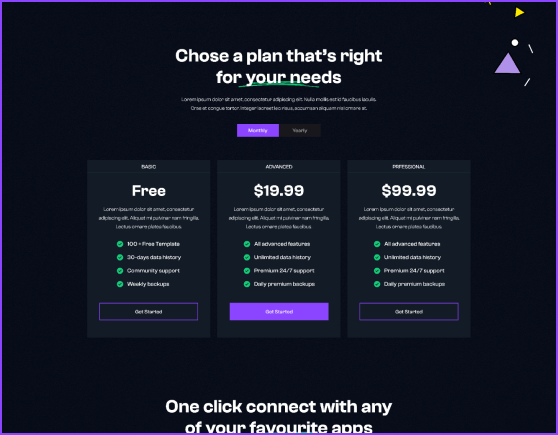 Chose a plan that's right
for your needs
Lorem ipsum dolor sit amet, consectetur adipiscing elit. Nulla mollis est id faucibus iaculis.
Cras et congue tortor. Integer laoreet leo risus, accumsan aliquam nisl ornare at.
Monthly
Yearly
BASIC
Free
Lorem ipsum dolor sit amet, consectetur
adipiscing elit. Aliquet mi pulvinar nam fringilla.
Lectus ornare platea faucibus.
100 + Free Template
30-days data history
Community support
Weakly backups
Get Started
ADVANCED
$19.99
Lorem ipsum dolor sit amet, consectetur
adipiscing elit. Aliquet mi pulvinar nam fringilla.
Lectus ornare platea faucibus.
All advanced features
Unlimited data history
Premium 24/7 support
Daily premium backups
Get Started
PRFESSIONAL
$99.99
Lorem ipsum dolor sit amet, consectetur
adipiscing elit. Aliquet mi pulvinar nam fringilla.
Lectus ornare platea faucibus.
All advanced features
Unlimited data history
Premium 24/7 support
Daily premium backups
Get Started
One click connect with any
of your favourite apps